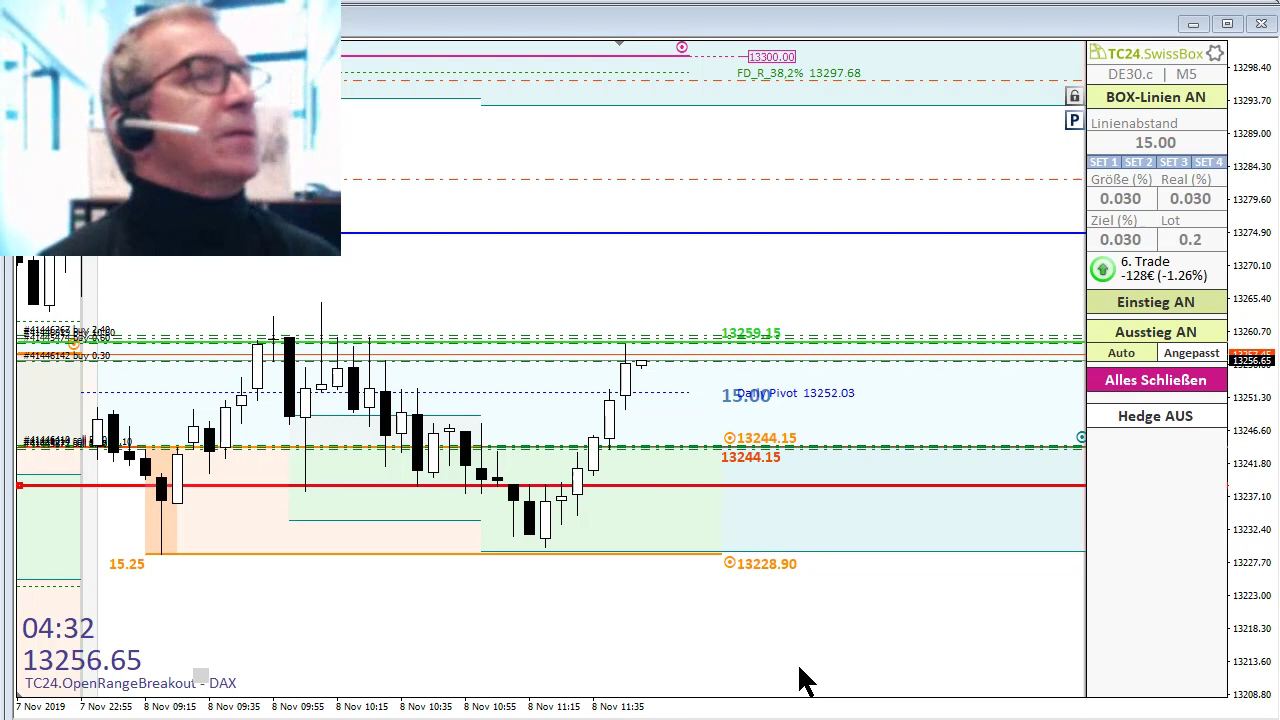 13300.00
FD_R_38,2% 13297.68
P
TC24.SwissBox
DE30.c | M5
BOX-Linien AN
Linienabstand
15.00
SET 1 SET 2 SET 3 SET 4
Größe (%) Real (%)
0.030 0.030
Ziel (%) Lot
0.030 0.2
6. Trade
-128€ (-1.26%)
Einstieg AN
Ausstieg AN
Auto Angepasst
Alles Schließen
Hedge AUS
13298.40
13293.70
13289.00
13284.30
13279.60
13274.90
13270.10
13265.40
13260.70
13256.65
13251.30
13246.60
13241.80
13237.10
13232.40
13227.70
13223.00
13218.30
13213.60
13208.80
#41446142 buy 0.30
13259.15
15.00
Daily Pivot 13252.03
13244.15
13244.15
15.25
13228.90
04:32
13256.65
TC24.OpenRangeBreakout - DAX
7 Nov 2019 7 Nov 22:55 8 Nov 09:15 8 Nov 09:35 8 Nov 09:55 8 Nov 10:15 8 Nov 10:35 8 Nov 10:55 8 Nov 11:15 8 Nov 11:35